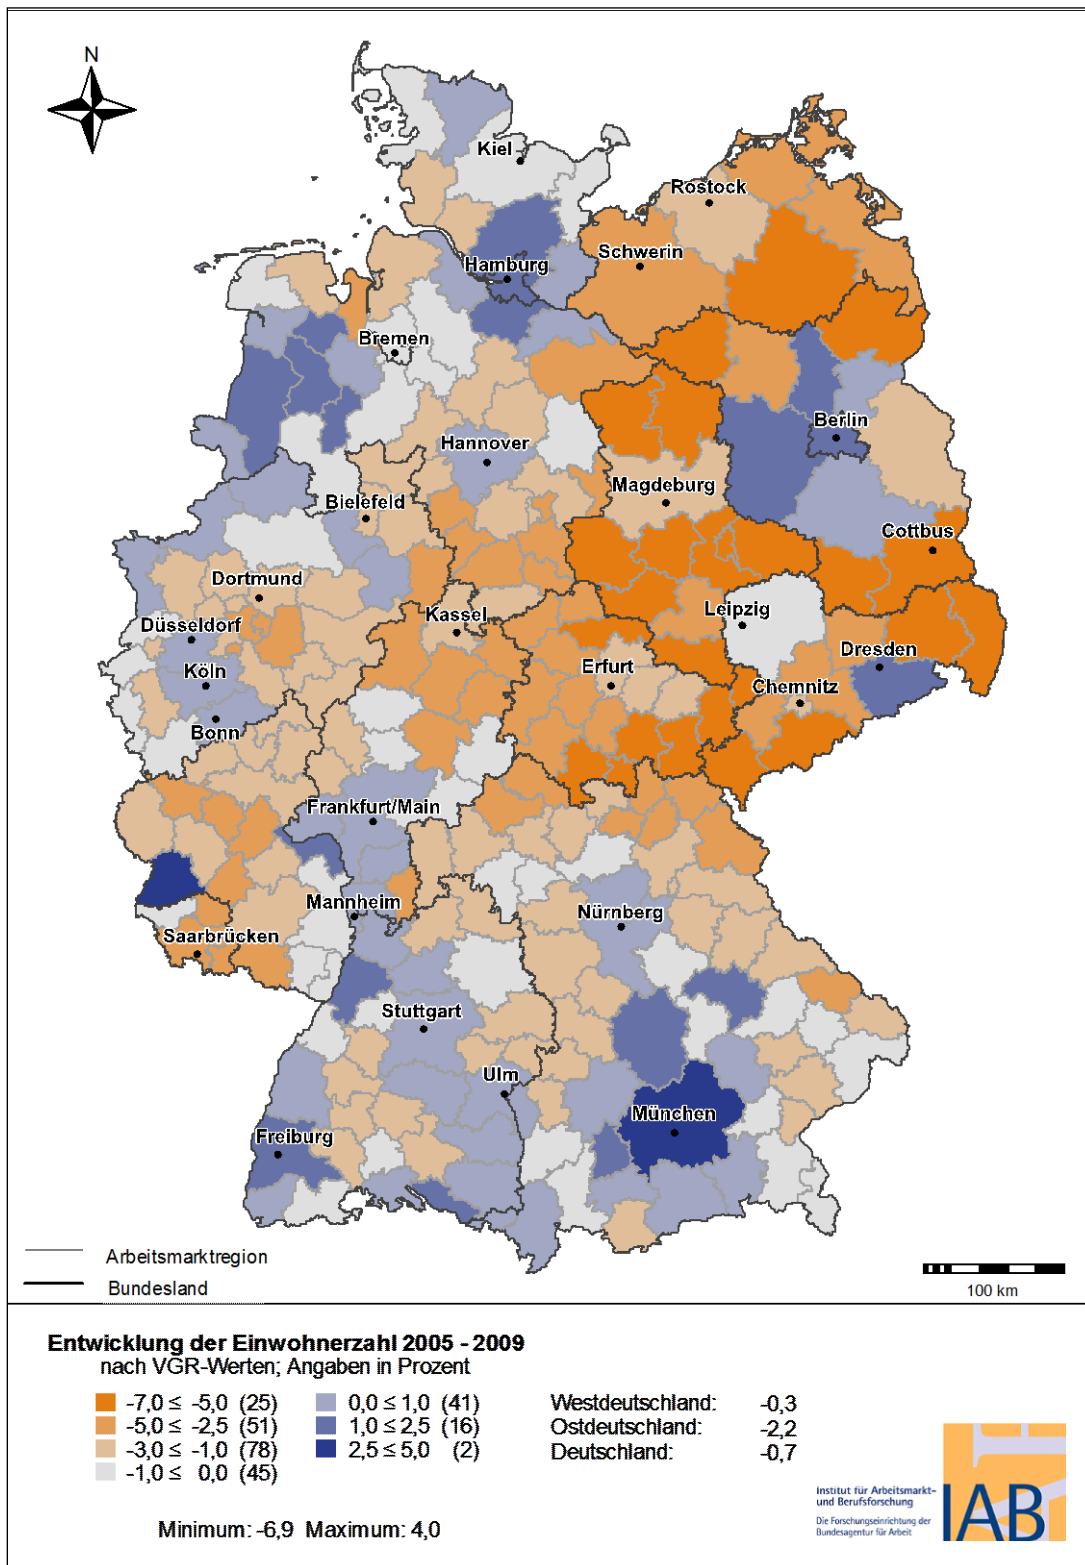 N
Kiel
Rostock
Schwerin
Hamburg
Bremen
Berlin
Hannover
Magdeburg
Bielefeld
Cottbus
Dortmund
Leipzig
Kassel
Düsseldorf
Dresden
Köln
Erfurt
Chemnitz
Bonn
Frankfurt/Main
Mannheim
Nürnberg
Saarbrücken
Stuttgart
Ulm
München
Freiburg
Arbeitsmarktregion
Bundesland
100 km
Entwicklung der Einwohnerzahl 2005 - 2009
nach VGR-Werten; Angaben in Prozent
-7,0 ≤ -5,0 (25)
-5,0 ≤ -2,5 (51)
-3,0 ≤ -1,0 (78)
-1,0 ≤ 0,0 (45)
0,0 ≤ 1,0 (41)
1,0 ≤ 2,5 (16)
2,5 ≤ 5,0 (2)
Westdeutschland: -0,3
Ostdeutschland: -2,2
Deutschland: -0,7
Minimum: -6,9 Maximum: 4,0
Institut für Arbeitsmarkt-
und Berufsforschung
Die Forschungseinrichtung der
Bundesagentur für Arbeit
IAB